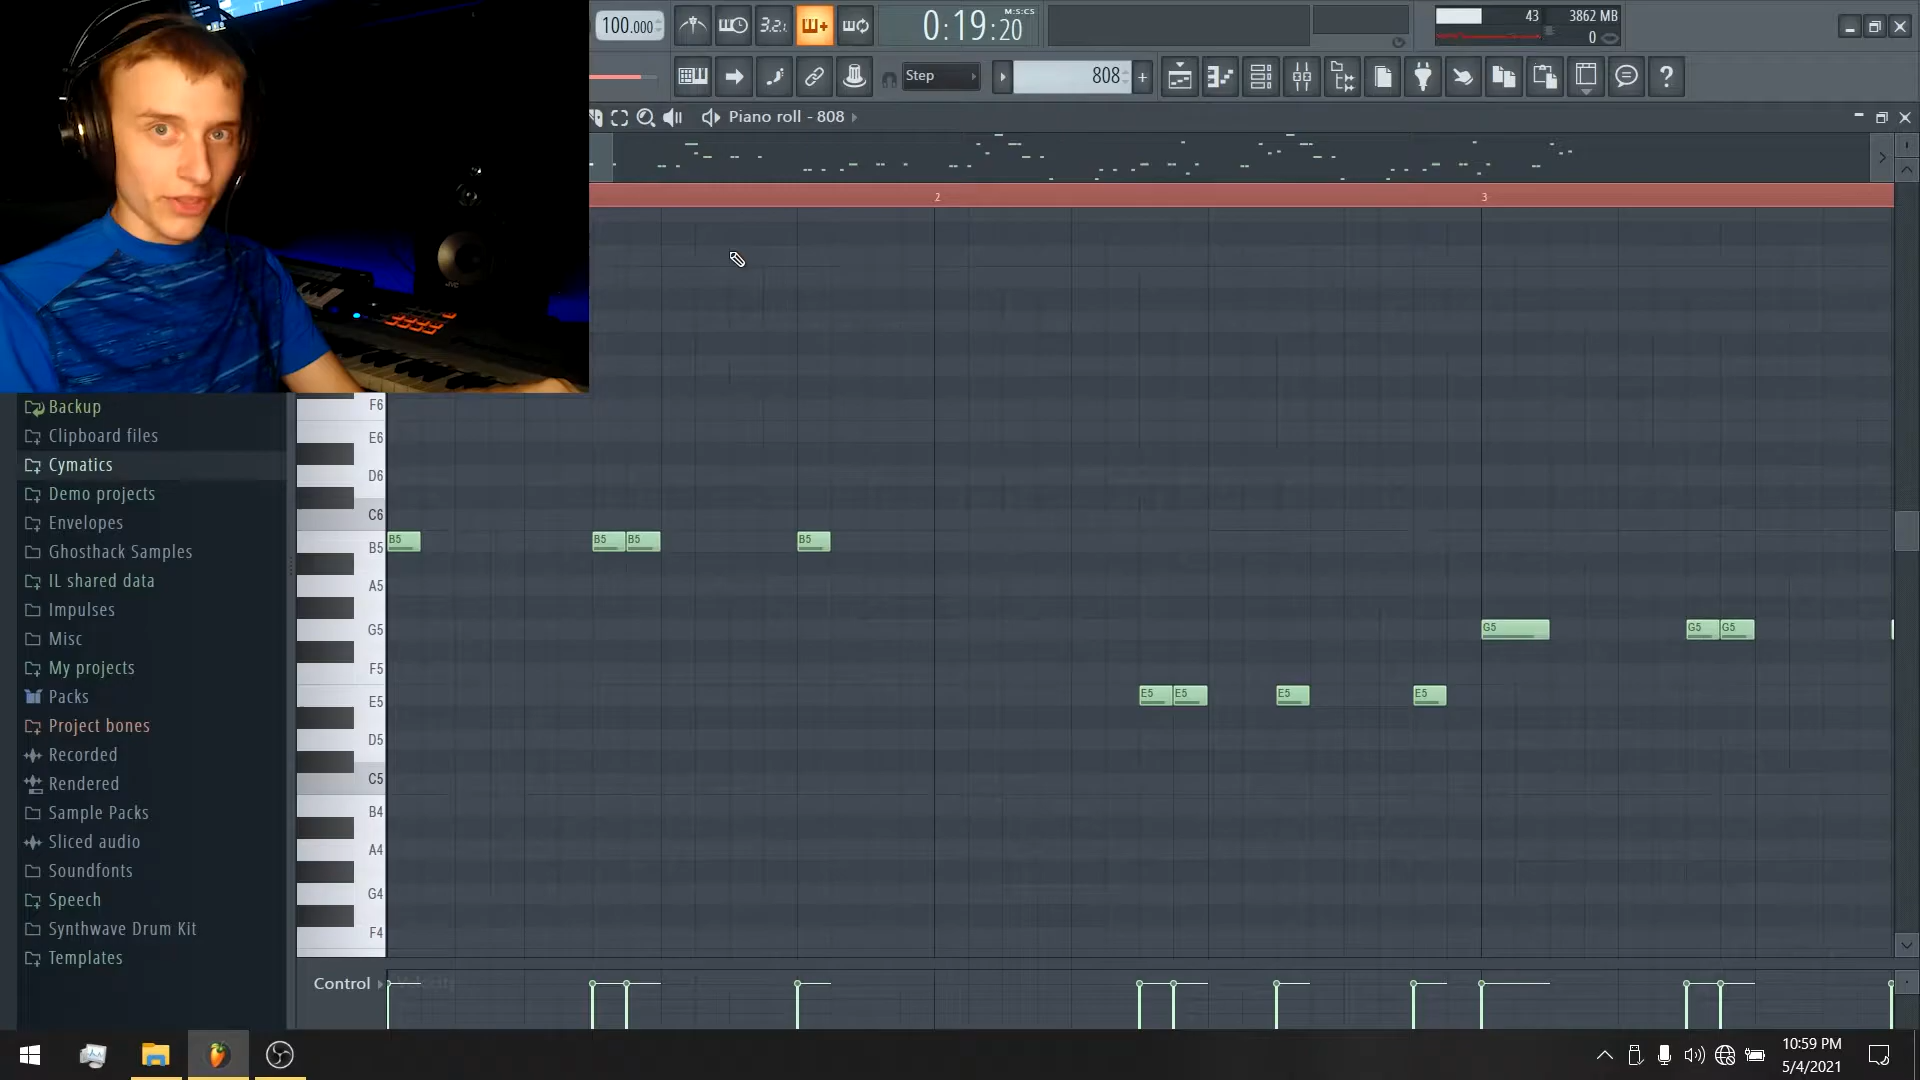 100.000
3.2.
0:19:20
M:S:CS
43
3862 MB
0
Step
808
Piano roll - 808
2
3
Backup
Clipboard files
Cymatics
Demo projects
Envelopes
Ghosthack Samples
IL shared data
Impulses
Misc
My projects
Packs
Project bones
Recorded
Rendered
Sample Packs
Sliced audio
Soundfonts
Speech
Synthwave Drum Kit
Templates
F6
E6
D6
C6
B5
A5
G5
F5
E5
D5
C5
B4
A4
G4
F4
B5
B5 B5
B5
G5
G5 G5
E5 E5
E5
E5
Control
Velocity
10:59 PM
5/4/2021